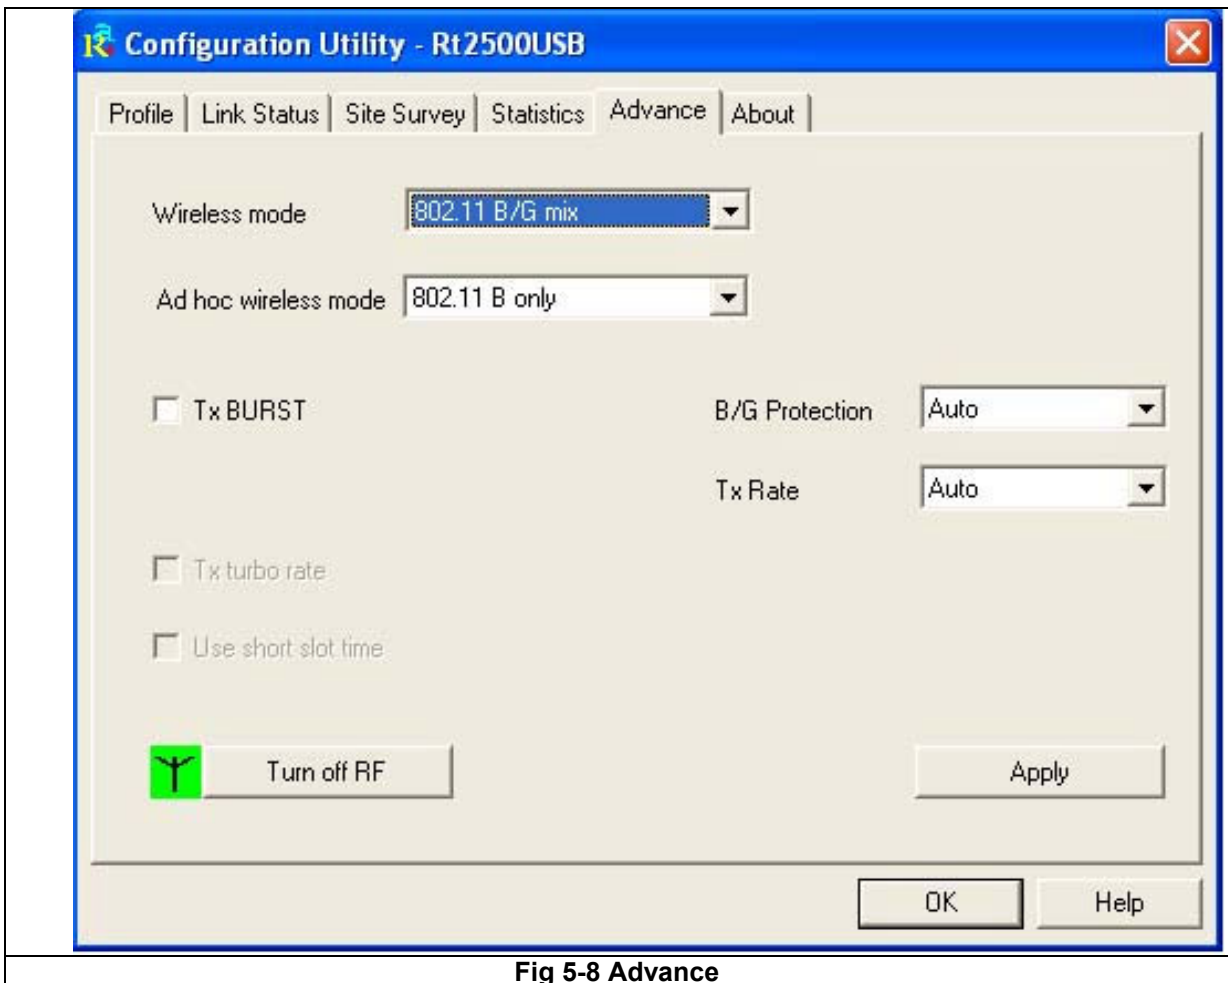 Configuration Utility - Rt2500USB
Profile Link Status Site Survey Statistics Advance About
Wireless mode 802.11 B/G mix
Ad hoc wireless mode 802.11 B only
Tx BURST B/G Protection Auto
Tx Rate Auto
Tx turbo rate
Use short slot time
Turn off RF Apply
OK Help
Fig 5-8 Advance